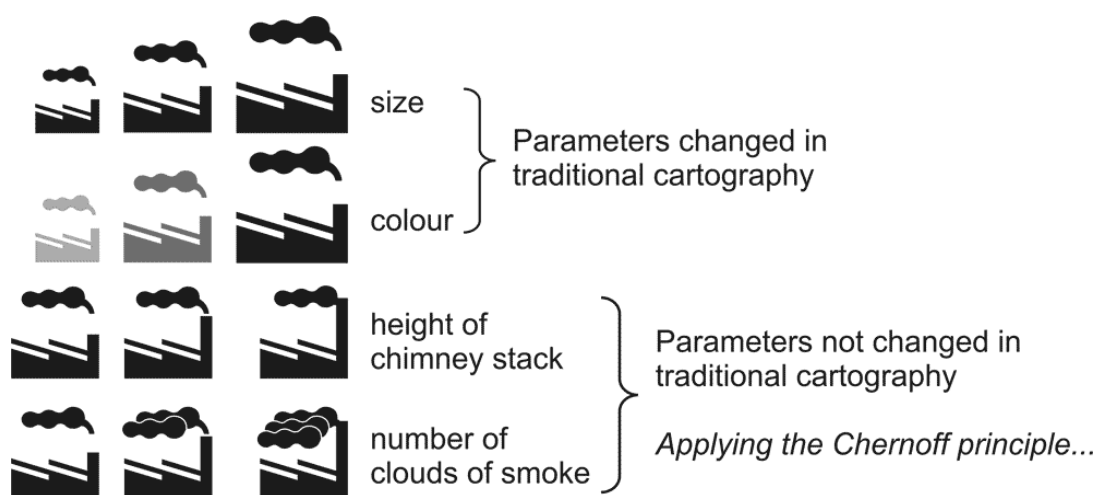 size
Parameters changed in
traditional cartography
colour
height of
chimney stack
Parameters not changed in
traditional cartography
number of
clouds of smoke
Applying the Chernoff principle...